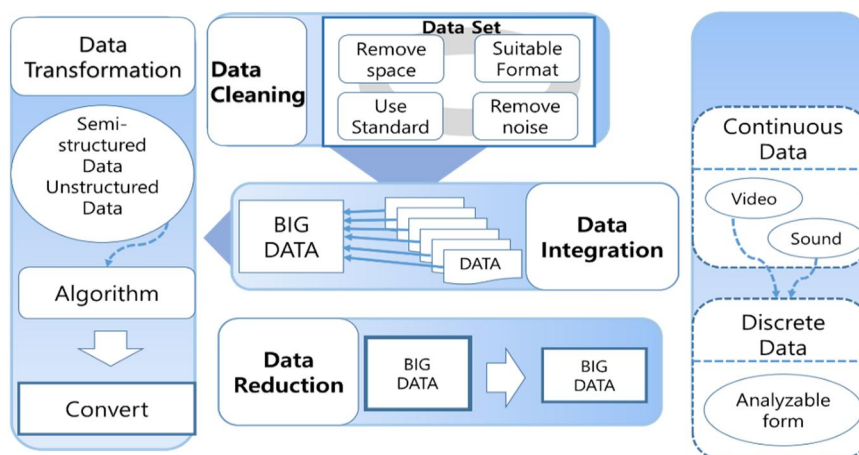 Data
Transformation
Semi-
structured
Data
Unstructured
Data
Algorithm
Convert
Data
Cleaning
Data Set
Remove
space
Suitable
Format
Use
Standard
Remove
noise
BIG
DATA
DATA
Data
Integration
Data
Reduction
BIG
DATA
BIG
DATA
Continuous
Data
Video
Sound
Discrete
Data
Analyzable
form